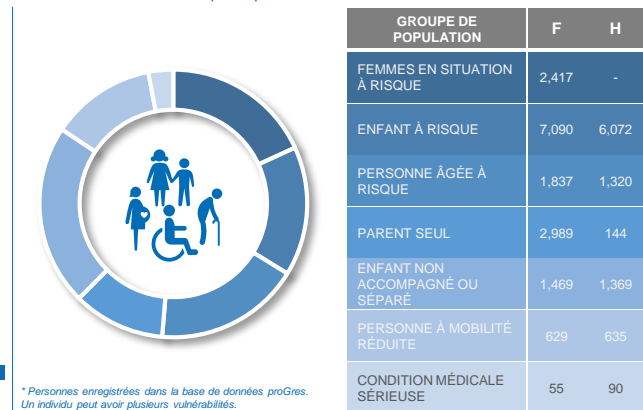 GROUPE DE
POPULATION
F
H
FEMMES EN SITUATION
À RISQUE
2,417
-
ENFANT À RISQUE
7,090
6,072
PERSONNE ÂGÉE À
RISQUE
1,837
1,320
PARENT SEUL
2,989
144
ENFANT NON
ACCOMPAGNÉ OU
SÉPARÉ
1,469
1,369
PERSONNE À MOBILITÉ
RÉDUITE
629
635
CONDITION MÉDICALE
SÉRIEUSE
55
90
* Personnes enregistrées dans la base de données proGres.
Un individu peut avoir plusieurs vulnérabilités.